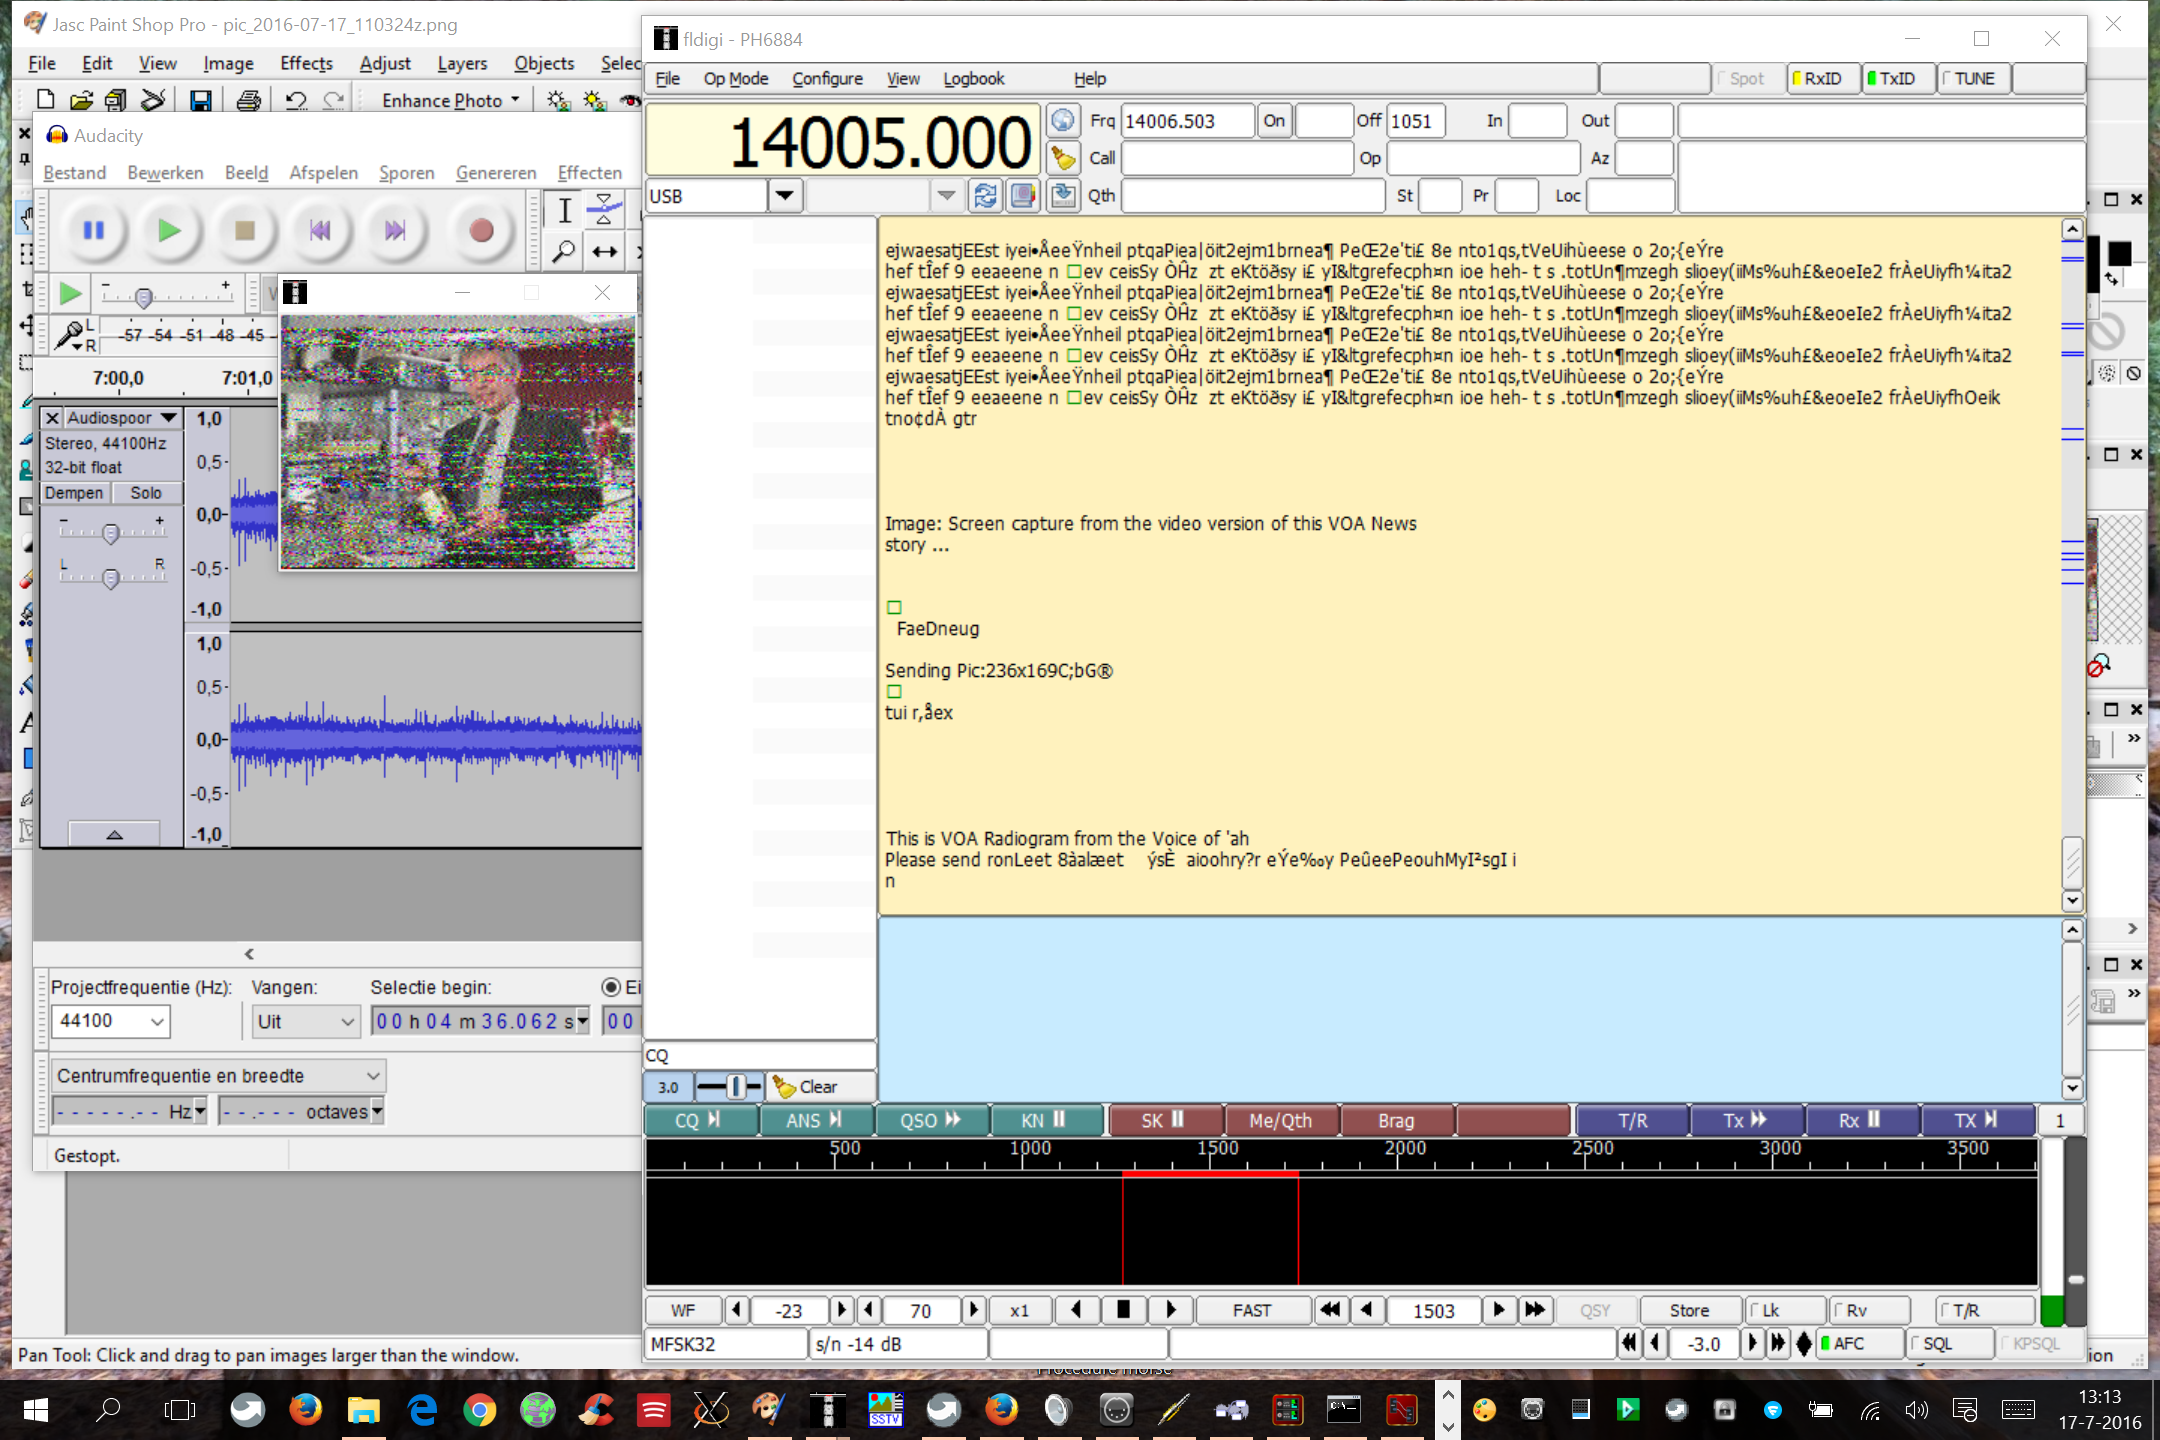 Jasc Paint Shop Pro - pic_2016-07-17_110324z.png
File Edit View Image Effects Adjust Layers Objects Selec
Enhance Photo
Audacity
Bestand Bewerken Beeld Afspelen Sporen Genereren Effecten
L
R
-57 -54 -51 -48 -45
7:00,0 7:01,0
Audiospoor
Stereo, 44100Hz
32-bit float
Dempen Solo
- +
L R
1,0
0,5
0,0
-0,5
-1,0
1,0
0,5
0,0
-0,5
-1,0
Projectfrequentie (Hz): Vangen: Selectie begin: Ei
44100 Uit 00 h 04 m 36.062 s 00
Centrumfrequentie en breedte
Hz octaves
Gestopt.
Pan Tool: Click and drag to pan images larger than the window.
fldigi - PH6884
File Op Mode Configure View Logbook Help
Spot RxID TxID TUNE
14005.000
Frq 14006.503 On Off 1051 In Out
Call Op Az
USB
Qth St Pr Loc
ejwaesatjEEst iyei•ÅeeŸnheil ptqaPiea|öit2ejm1brnea¶ PeŒ2e'ti£ 8e nto1qs,tVeUihùeese o 2o;{eÝre
hef tÎef 9 eeaeene n □ev ceisSy ÒĤz zt eKtöðsy i£ yI&ltgrefecph¤n ioe heh- t s .totUn¶mzegh slioey(iiMs%uh£&eoeIe2 frÀeUiyfh¼ita2
ejwaesatjEEst iyei•ÅeeŸnheil ptqaPiea|öit2ejm1brnea¶ PeŒ2e'ti£ 8e nto1qs,tVeUihùeese o 2o;{eÝre
hef tÎef 9 eeaeene n □ev ceisSy ÒĤz zt eKtöðsy i£ yI&ltgrefecph¤n ioe heh- t s .totUn¶mzegh slioey(iiMs%uh£&eoeIe2 frÀeUiyfh¼ita2
ejwaesatjEEst iyei•ÅeeŸnheil ptqaPiea|öit2ejm1brnea¶ PeŒ2e'ti£ 8e nto1qs,tVeUihùeese o 2o;{eÝre
hef tÎef 9 eeaeene n □ev ceisSy ÒĤz zt eKtöðsy i£ yI&ltgrefecph¤n ioe heh- t s .totUn¶mzegh slioey(iiMs%uh£&eoeIe2 frÀeUiyfh¼ita2
ejwaesatjEEst iyei•ÅeeŸnheil ptqaPiea|öit2ejm1brnea¶ PeŒ2e'ti£ 8e nto1qs,tVeUihùeese o 2o;{eÝre
hef tÎef 9 eeaeene n □ev ceisSy ÒĤz zt eKtöðsy i£ yI&ltgrefecph¤n ioe heh- t s .totUn¶mzegh slioey(iiMs%uh£&eoeIe2 frÀeUiyfhOeik
tno¢dÀ gtr
Image: Screen capture from the video version of this VOA News
story ...
FaeDneug
Sending Pic:236x169C;bG®
tui r,åex
This is VOA Radiogram from the Voice of 'ah
Please send ronLeet 8àalæet ýsÈ aioohry?r eÝe‰y PeûeePeouhMyI²sgI i
n
CQ
3.0 Clear
CQ ANS QSO KN SK Me/Qth Brag T/R Tx Rx TX 1
500 1000 1500 2000 2500 3000 3500
WF -23 70 x1 FAST 1503 QSY Store Lk Rv T/R
MFSK32 s/n -14 dB -3.0 AFC SQL KPSQL
ion
Procedure morse
SSTV
13:13
17-7-2016